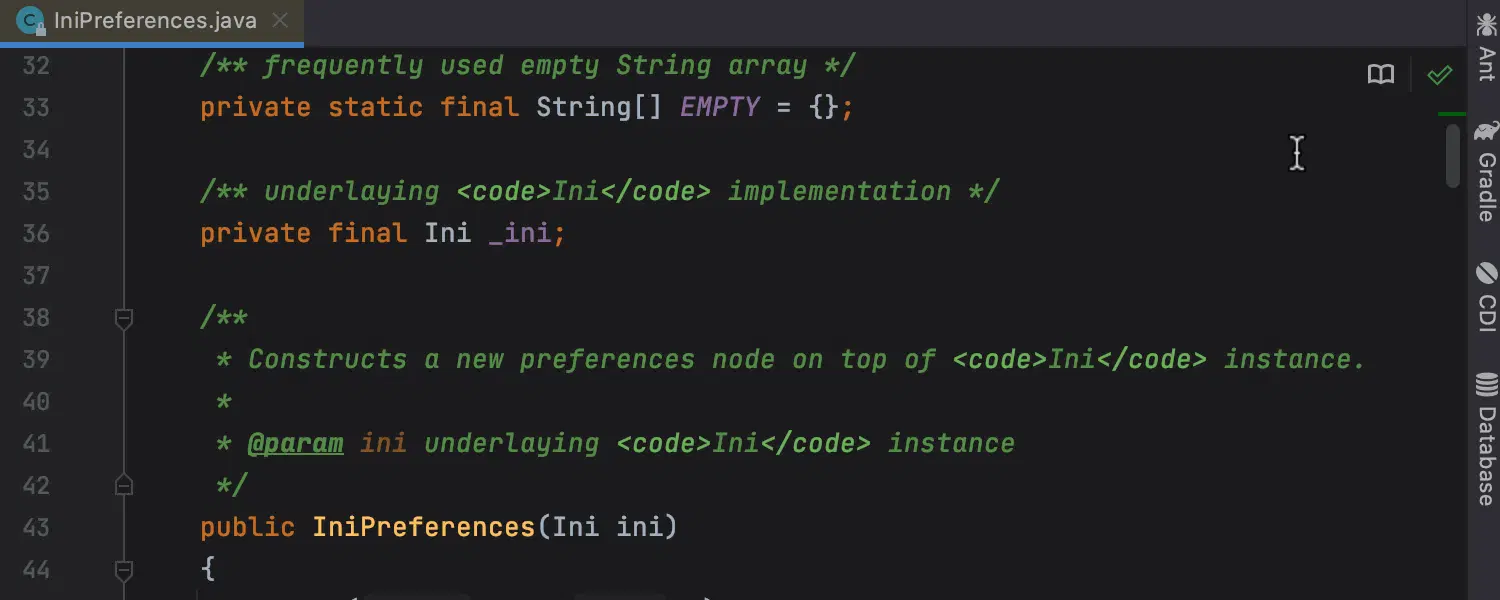 IniPreferences.java
32 /** frequently used empty String array */
33 private static final String[] EMPTY = {};
34
35 /** underlaying <code>Ini</code> implementation */
36 private final Ini _ini;
37
38 /**
39 * Constructs a new preferences node on top of <code>Ini</code> instance.
40 *
41 * @param ini underlaying <code>Ini</code> instance
42 */
43 public IniPreferences(Ini ini)
44 {
Ant
Gradle
CDI
Database